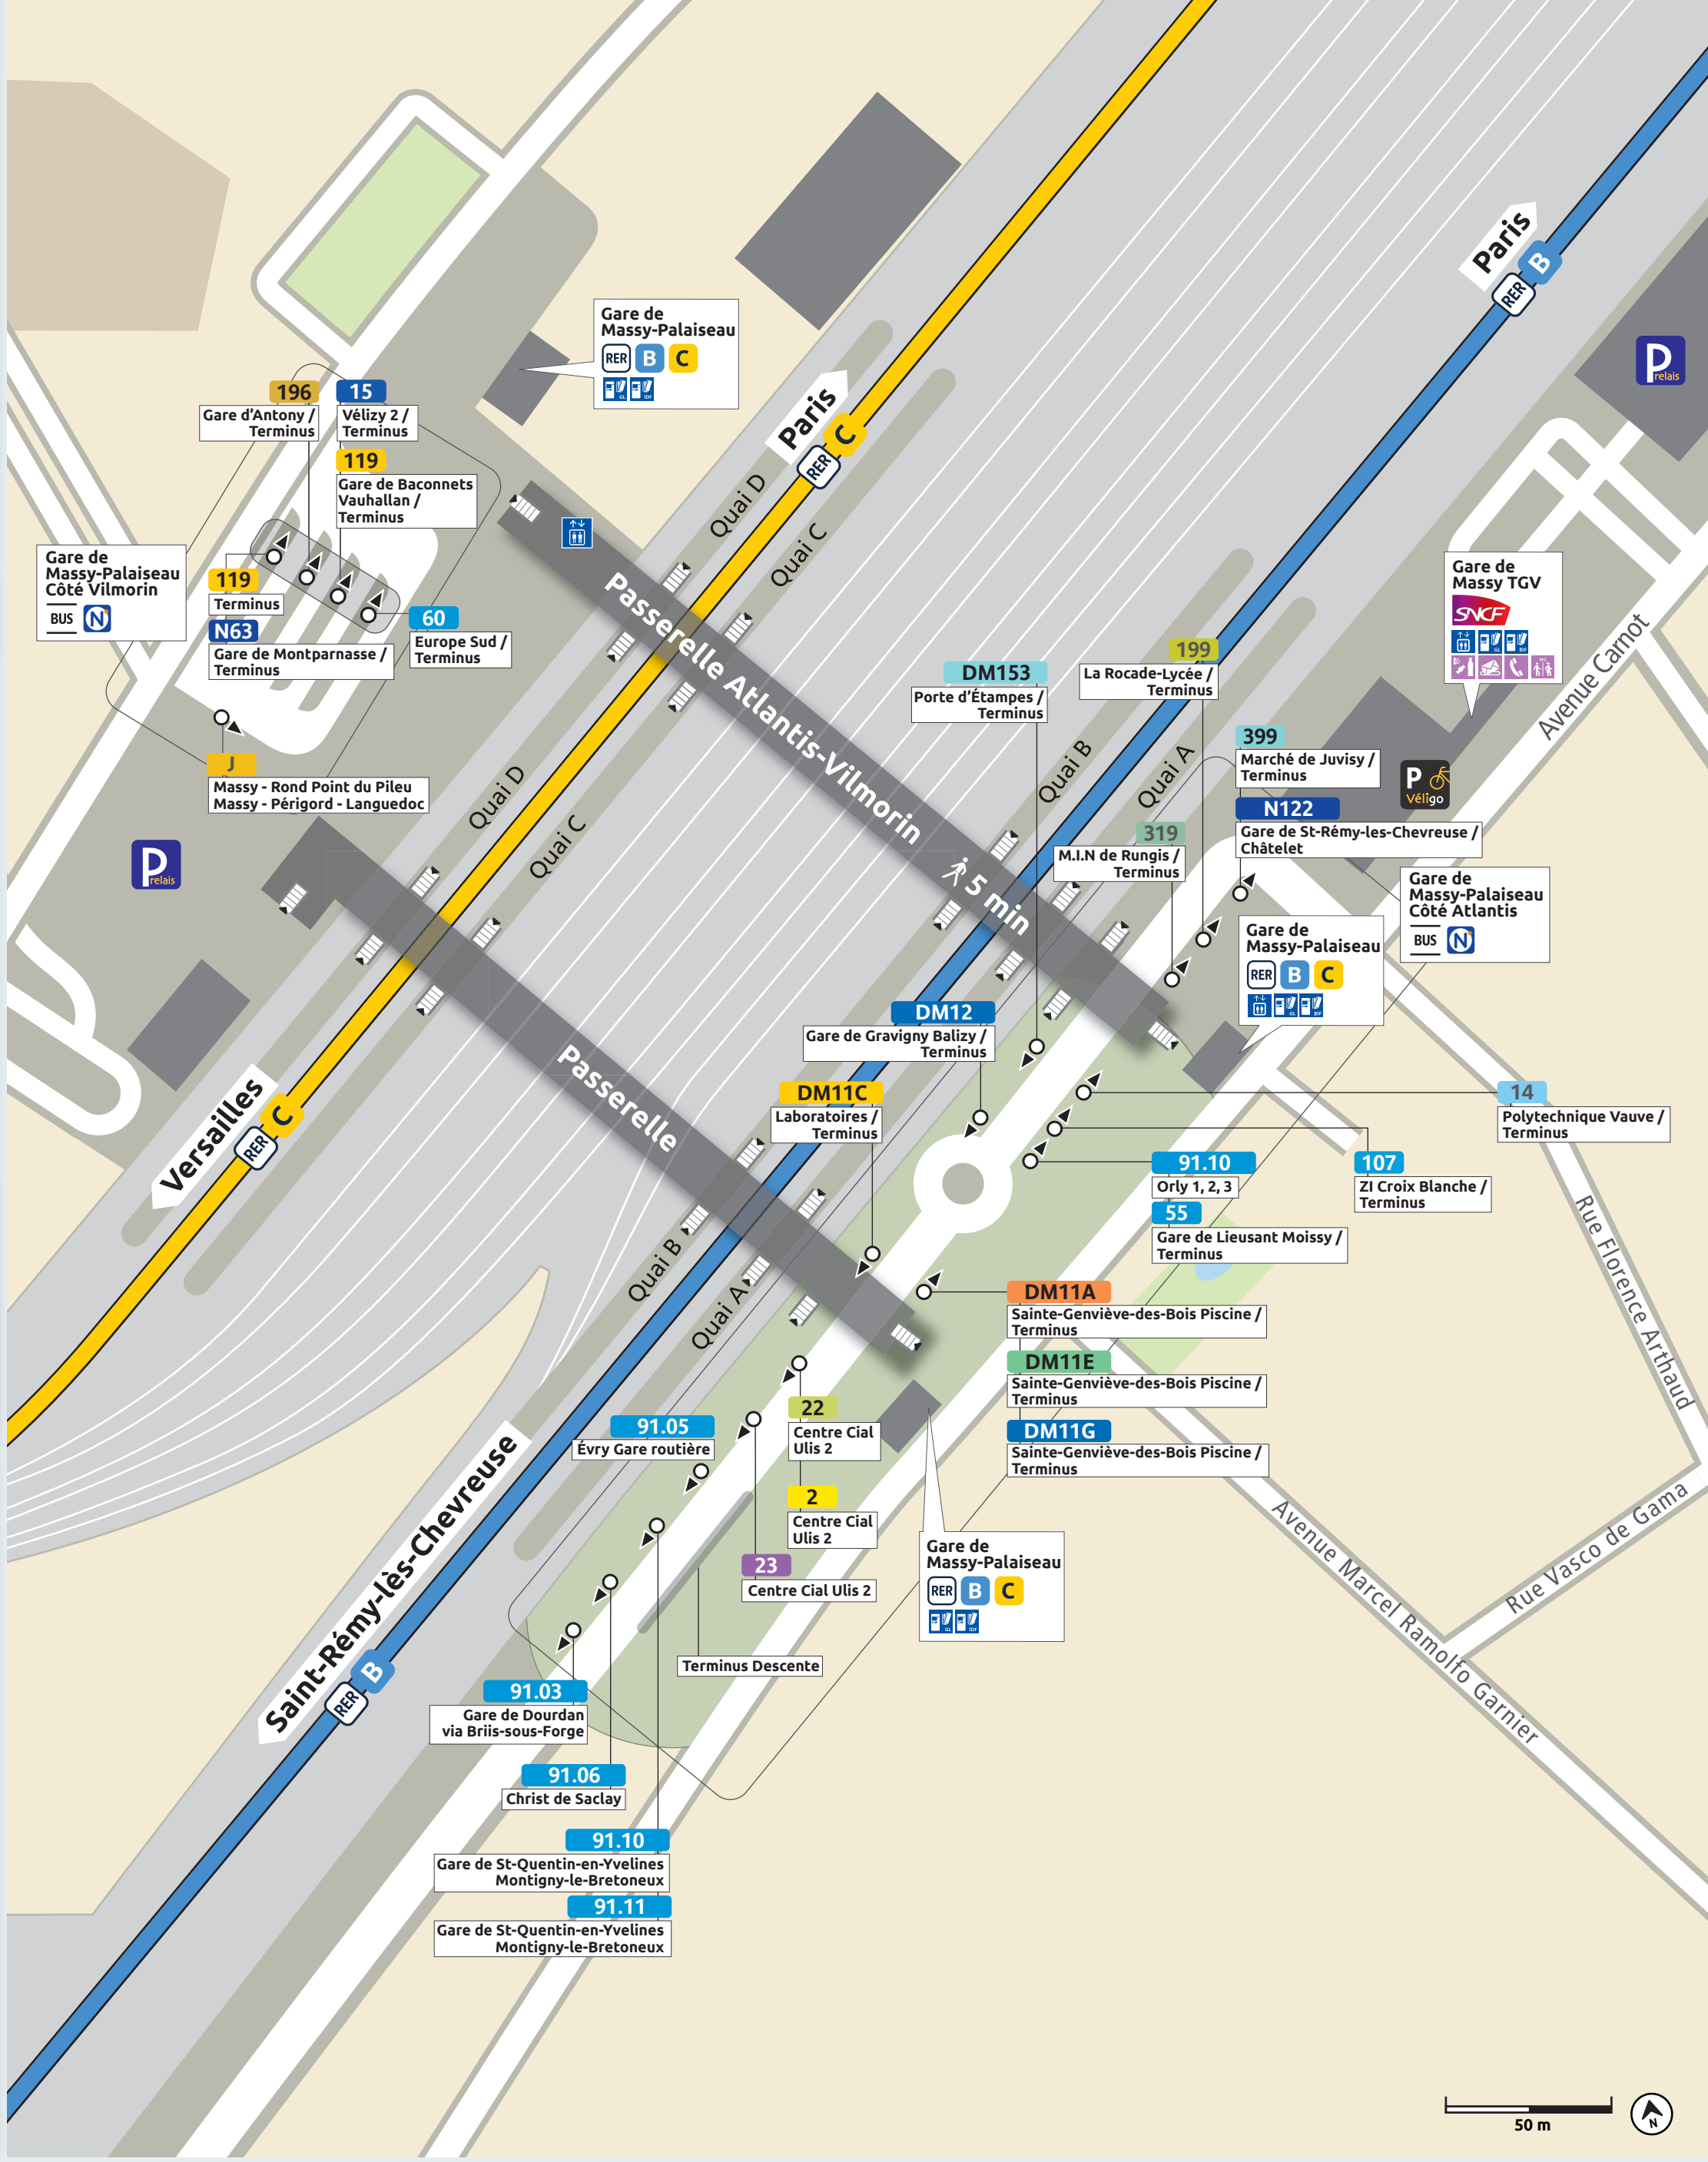 Paris
B
RER
Gare de
Massy-Palaiseau
RER B C
GL IDF
P
relais
196
Gare d'Antony /
Terminus
15
Vélizy 2 /
Terminus
119
Gare de Baconnets
Vauhallan /
Terminus
Paris
C
RER
Quai D
Quai C
Gare de
Massy-Palaiseau
Côté Vilmorin
BUS N
119
Terminus
N63
Gare de Montparnasse /
Terminus
60
Europe Sud /
Terminus
Passerelle Atlantis-Vilmorin
5 min
Gare de
Massy TGV
SNCF
GL IDF
WC
Avenue Carnot
199
La Rocade-Lycée /
Terminus
DM153
Porte d'Étampes /
Terminus
J
Massy - Rond Point du Pileu
Massy - Périgord - Languedoc
Quai D
Quai C
Quai B
Quai A
399
Marché de Juvisy /
Terminus
N122
Gare de St-Rémy-les-Chevreuse /
Châtelet
P
Véligo
319
M.I.N de Rungis /
Terminus
P
relais
Gare de
Massy-Palaiseau
Côté Atlantis
BUS N
Gare de
Massy-Palaiseau
RER B C
GL IDF
DM12
Gare de Gravigny Balizy /
Terminus
DM11C
Laboratoires /
Terminus
Passerelle
Versailles
C
RER
14
Polytechnique Vauve /
Terminus
107
ZI Croix Blanche /
Terminus
91.10
Orly 1, 2, 3
55
Gare de Lieusant Moissy /
Terminus
Rue Florence Arthaud
Quai B
Quai A
DM11A
Sainte-Genviève-des-Bois Piscine /
Terminus
DM11E
Sainte-Genviève-des-Bois Piscine /
Terminus
DM11G
Sainte-Genviève-des-Bois Piscine /
Terminus
91.05
Évry Gare routière
22
Centre Cial
Ulis 2
2
Centre Cial
Ulis 2
23
Centre Cial Ulis 2
Gare de
Massy-Palaiseau
RER B C
GL IDF
Avenue Marcel Ramolfo Garnier
Rue Vasco de Gama
Saint-Rémy-lès-Chevreuse
B
RER
Terminus Descente
91.03
Gare de Dourdan
via Briis-sous-Forge
91.06
Christ de Saclay
91.10
Gare de St-Quentin-en-Yvelines
Montigny-le-Bretoneux
91.11
Gare de St-Quentin-en-Yvelines
Montigny-le-Bretoneux
50 m
N